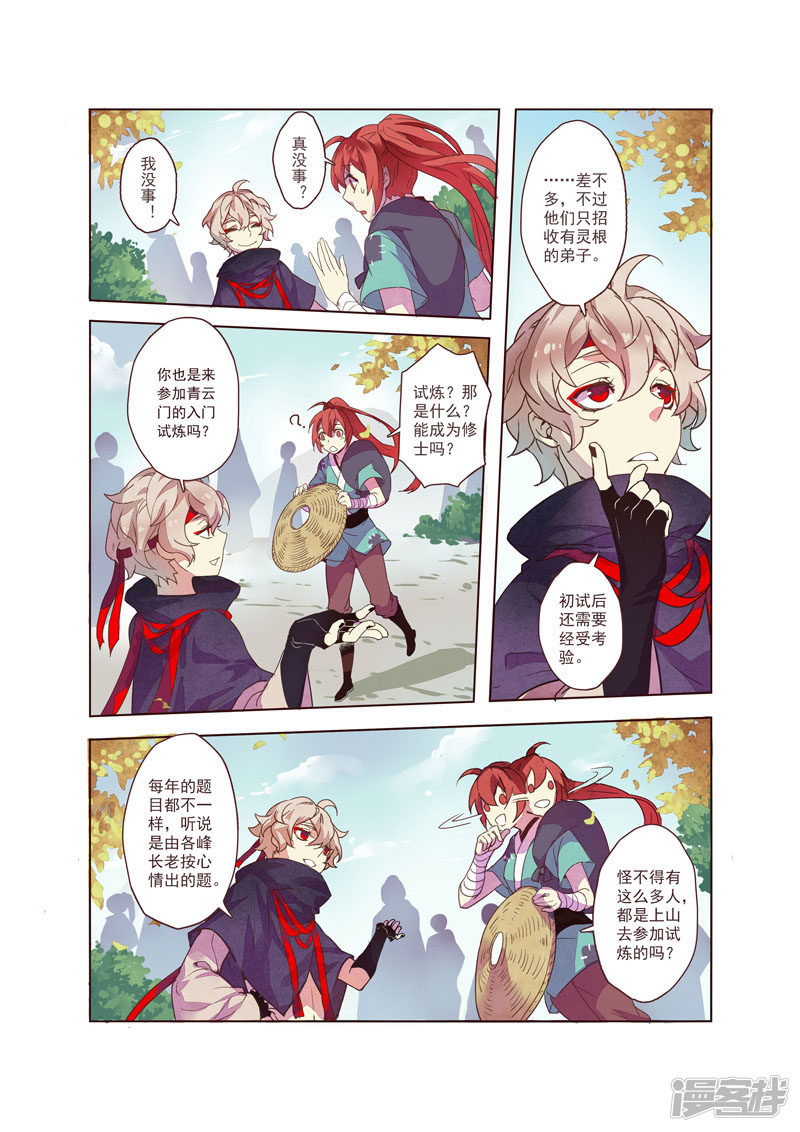 真没事？
我没事！
你也是来
参加青云
门的入门
试炼吗？
?
试炼？那
是什么？
能成为修
士吗？
……差不
多，不过
他们只招
收有灵根
的弟子。
初试后
还需要
经受考
验。
每年的题
目都不一
样，听说
是由各峰
长老按心
情出的题。
怪不得有
这么多人，
都是上山
去参加试
炼的吗？
漫客栈